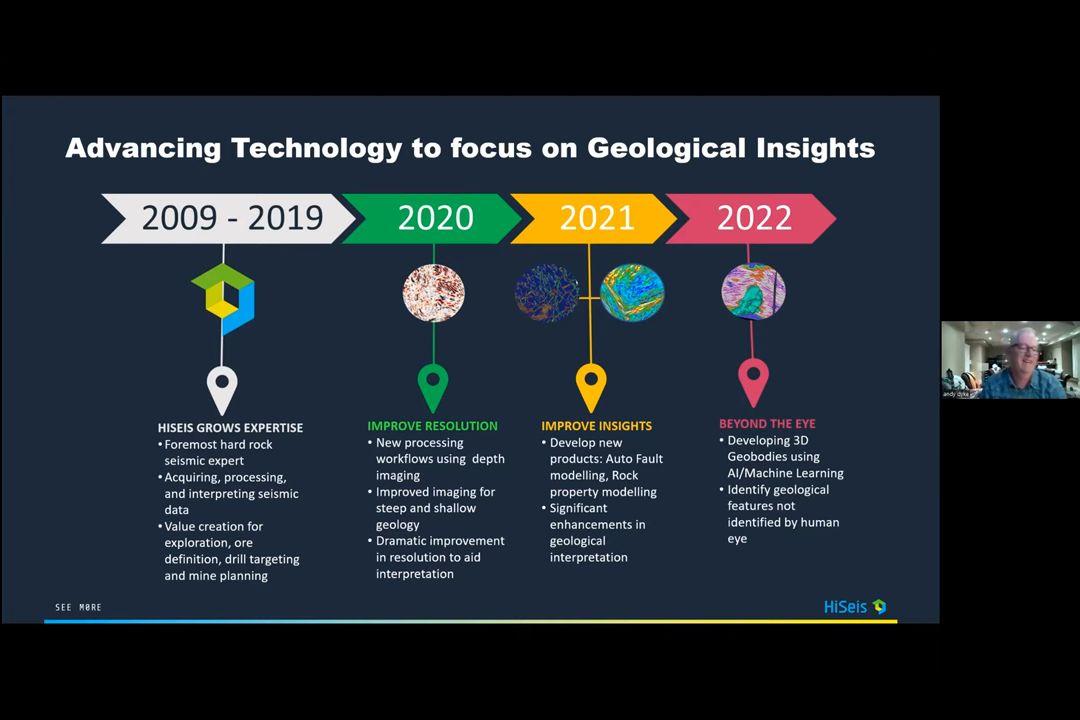 Advancing Technology to focus on Geological Insights
2009 - 2019
2020
2021
2022
HISEIS GROWS EXPERTISE
• Foremost hard rock
seismic expert
• Acquiring, processing,
and interpreting seismic
data
• Value creation for
exploration, ore
definition, drill targeting
and mine planning
IMPROVE RESOLUTION
• New processing
workflows using depth
imaging
• Improved imaging for
steep and shallow
geology
• Dramatic improvement
in resolution to aid
interpretation
IMPROVE INSIGHTS
• Develop new
products: Auto Fault
modelling, Rock
property modelling
• Significant
enhancements in
geological
interpretation
BEYOND THE EYE
• Developing 3D
Geobodies using
AI/Machine Learning
• Identify geological
features not
identified by human
eye
SEE MØRE
HiSeis
andy dyke